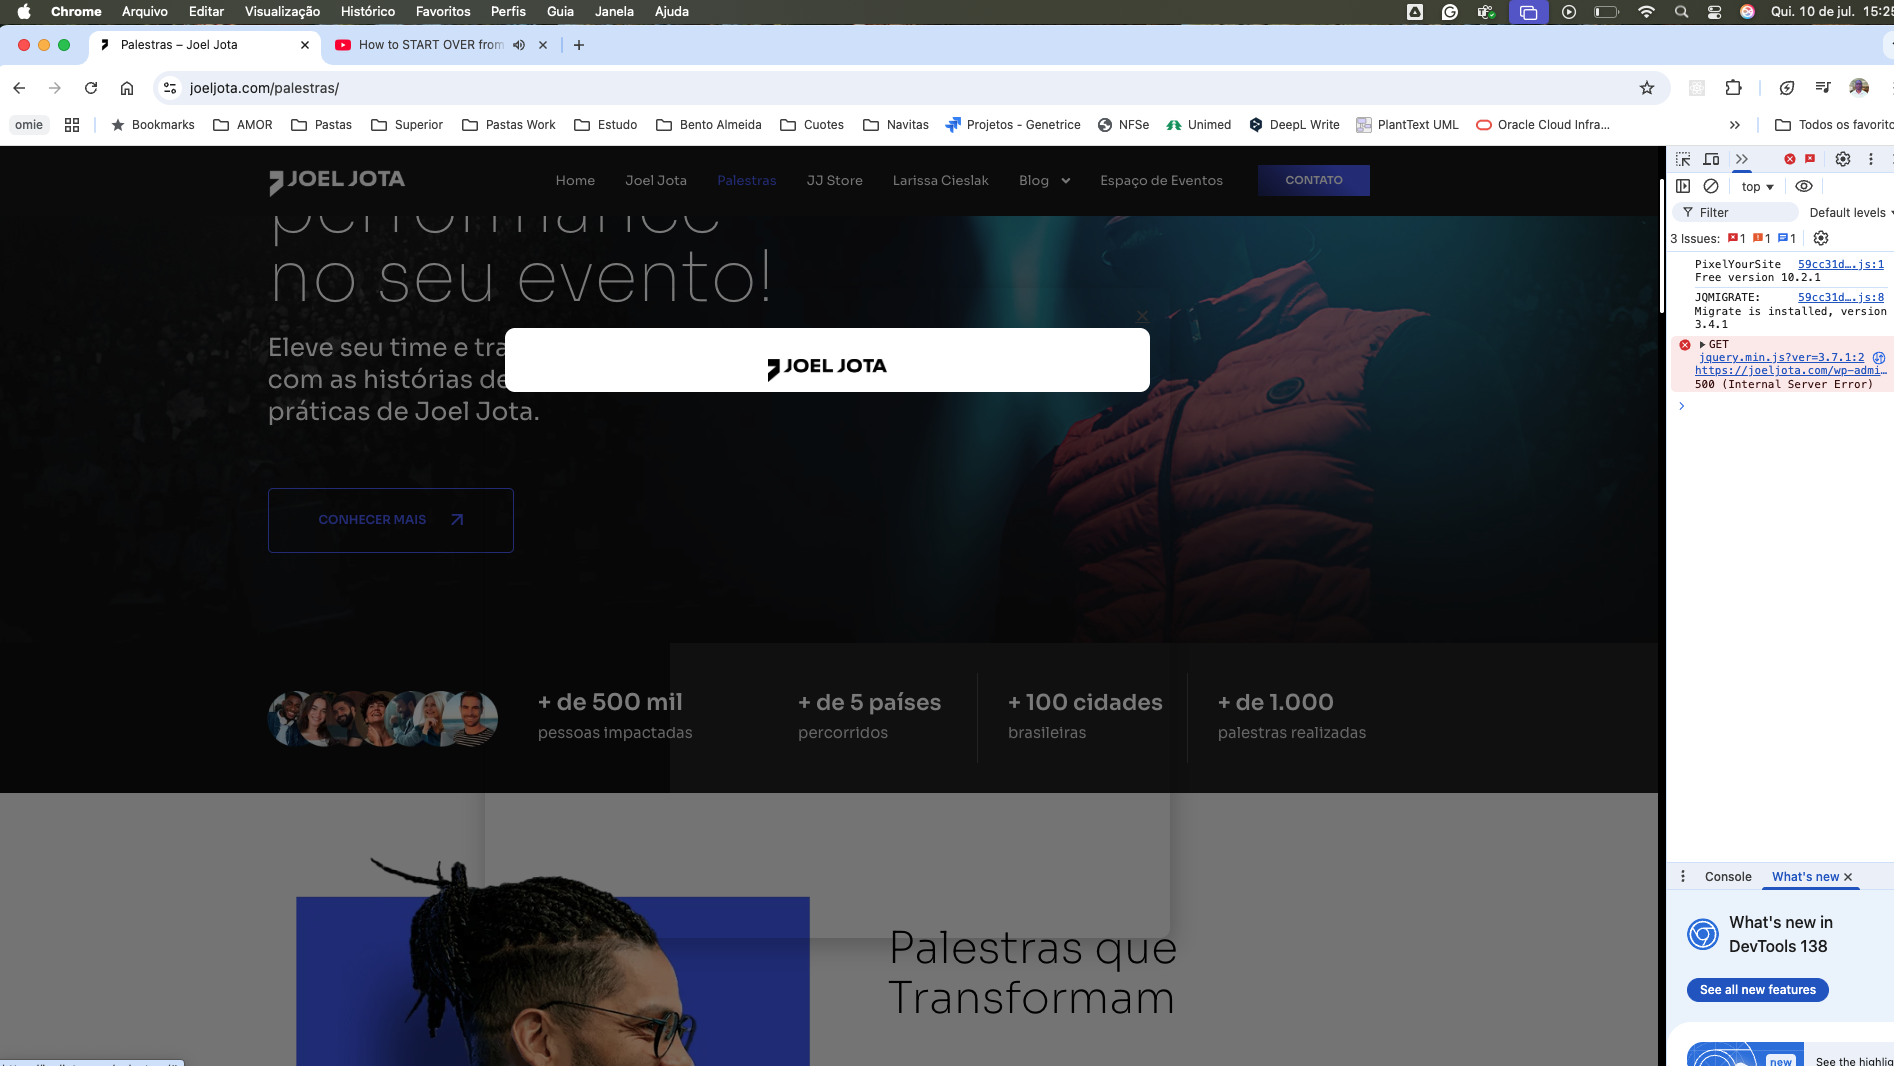 Chrome Arquivo Editar Visualização Histórico Favoritos Perfis Guia Janela Ajuda
Qui. 10 de jul. 15:25
Palestras – Joel Jota
How to START OVER from
joeljota.com/palestras/
omie
Bookmarks AMOR Pastas Superior Pastas Work Estudo Bento Almeida Cuotes Navitas Projetos - Genetrice NFSe Unimed DeepL Write PlantText UML Oracle Cloud Infra...
» Todos os favorito
JOEL JOTA
Home Joel Jota Palestras JJ Store Larissa Cieslak Blog Espaço de Eventos CONTATO
performance
no seu evento!
Eleve seu time e tra
com as histórias de
práticas de Joel Jota.
JOEL JOTA
CONHECER MAIS
+ de 500 mil
pessoas impactadas
+ de 5 países
percorridos
+ 100 cidades
brasileiras
+ de 1.000
palestras realizadas
Palestras que
Transformam
top
Filter
Default levels
3 Issues: 1 1 1
PixelYourSite 59cc31d….js:1
Free version 10.2.1
JQMIGRATE: 59cc31d….js:8
Migrate is installed, version
3.4.1
GET
jquery.min.js?ver=3.7.1:2
https://joeljota.com/wp-admi…
500 (Internal Server Error)
Console What's new
What's new in
DevTools 138
See all new features
new
See the highlig